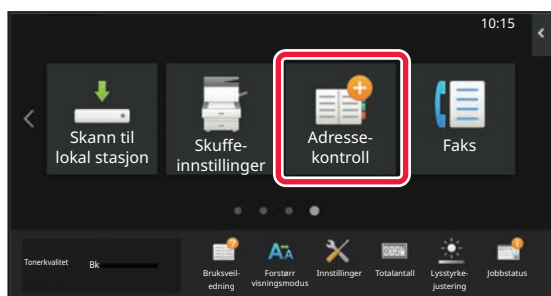 10:15
Skann til
lokal stasjon
Skuffe-
innstillinger
Adresse-
kontroll
Faks
Tonerkvalitet
Bk
Bruksveil-
edning
Forstørr
visningsmodus
Innstillinger
Totalantall
Lysstyrke-
justering
Jobbstatus